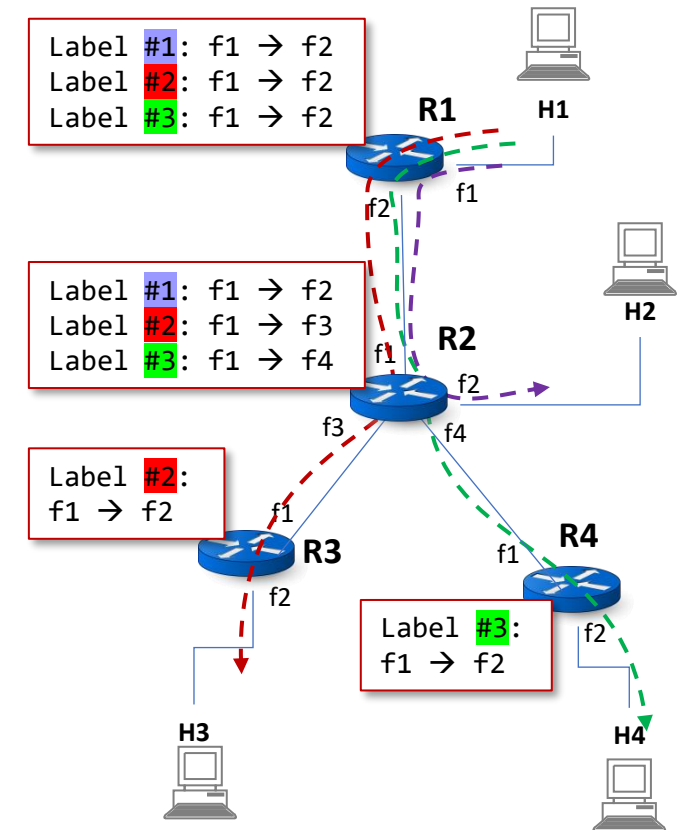 Label #1: f1 → f2
Label #2: f1 → f2
Label #3: f1 → f2
R1
H1
f2
f1
Label #1: f1 → f2
Label #2: f1 → f3
Label #3: f1 → f4
H2
R2
f1
f2
f3
f4
Label #2:
f1 → f2
f1
R3
f2
R4
f1
f2
Label #3:
f1 → f2
H3
H4